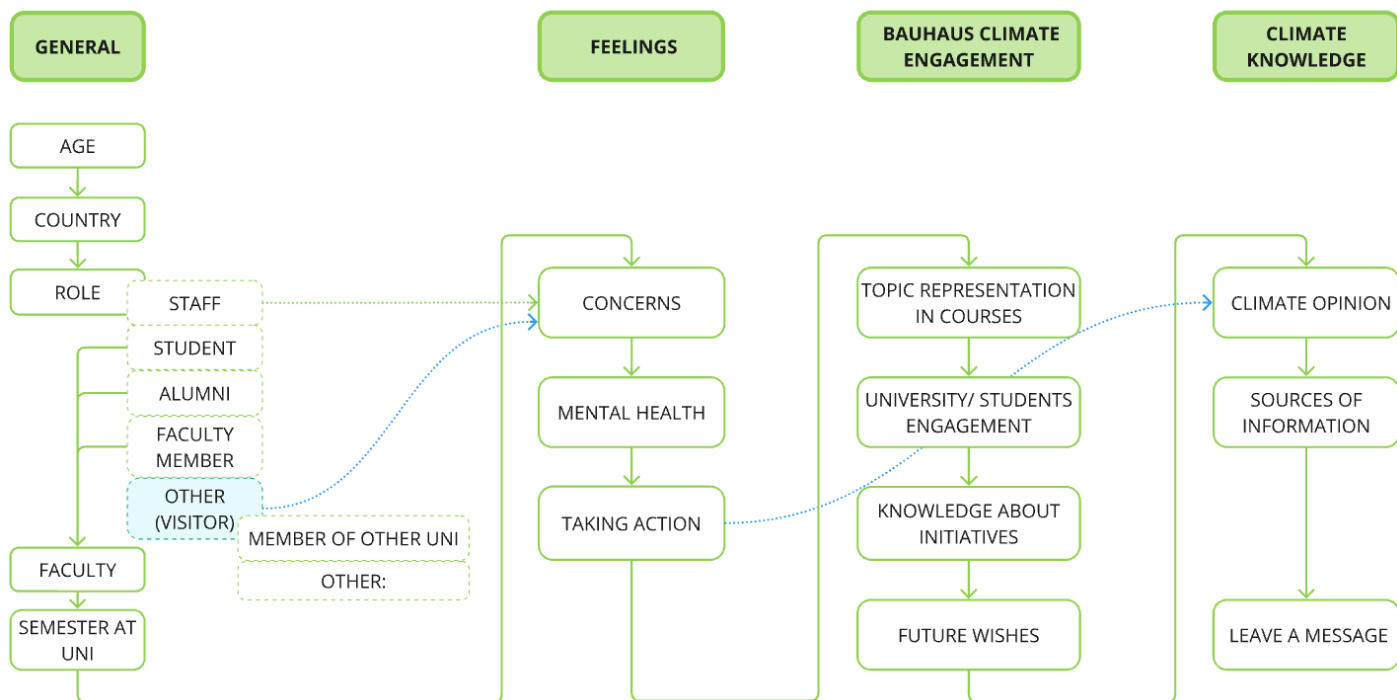 GENERAL
AGE
COUNTRY
ROLE
STAFF
STUDENT
ALUMNI
FACULTY
MEMBER
OTHER
(VISITOR)
MEMBER OF OTHER UNI
OTHER:
FACULTY
SEMESTER AT
UNI
FEELINGS
CONCERNS
MENTAL HEALTH
TAKING ACTION
BAUHAUS CLIMATE
ENGAGEMENT
TOPIC REPRESENTATION
IN COURSES
UNIVERSITY/ STUDENTS
ENGAGEMENT
KNOWLEDGE ABOUT
INITIATIVES
FUTURE WISHES
CLIMATE
KNOWLEDGE
CLIMATE OPINION
SOURCES OF
INFORMATION
LEAVE A MESSAGE